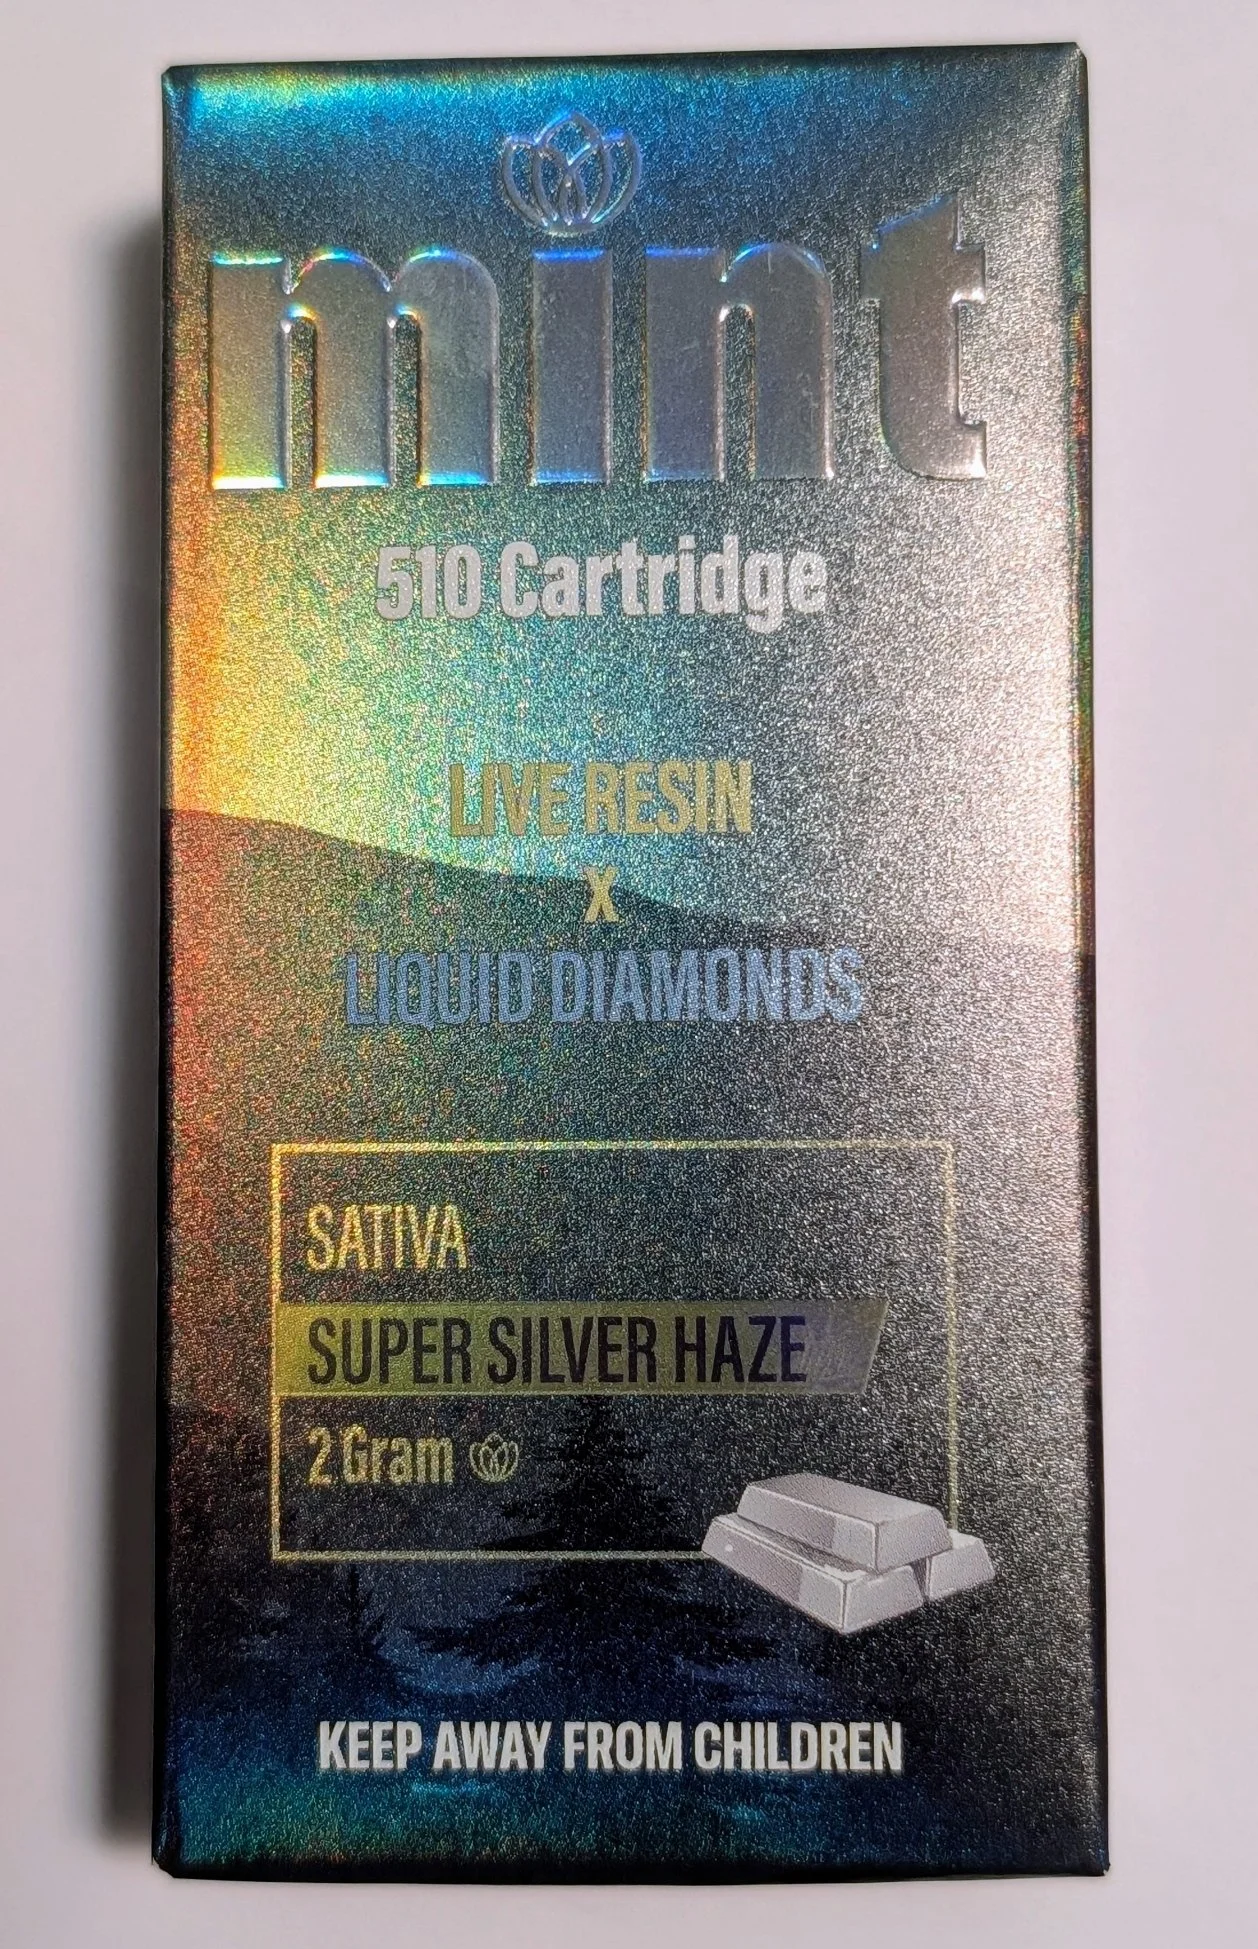 mint
510 Cartridge
LIVE RESIN
X
LIQUID DIAMONDS
SATIVA
SUPER SILVER HAZE
2 Gram
KEEP AWAY FROM CHILDREN